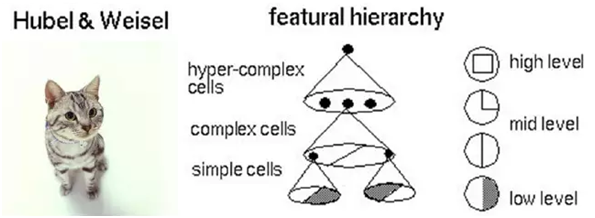 Hubel & Weisel
featural hierarchy
hyper-complex
cells
complex cells
simple cells
high level
mid level
low level